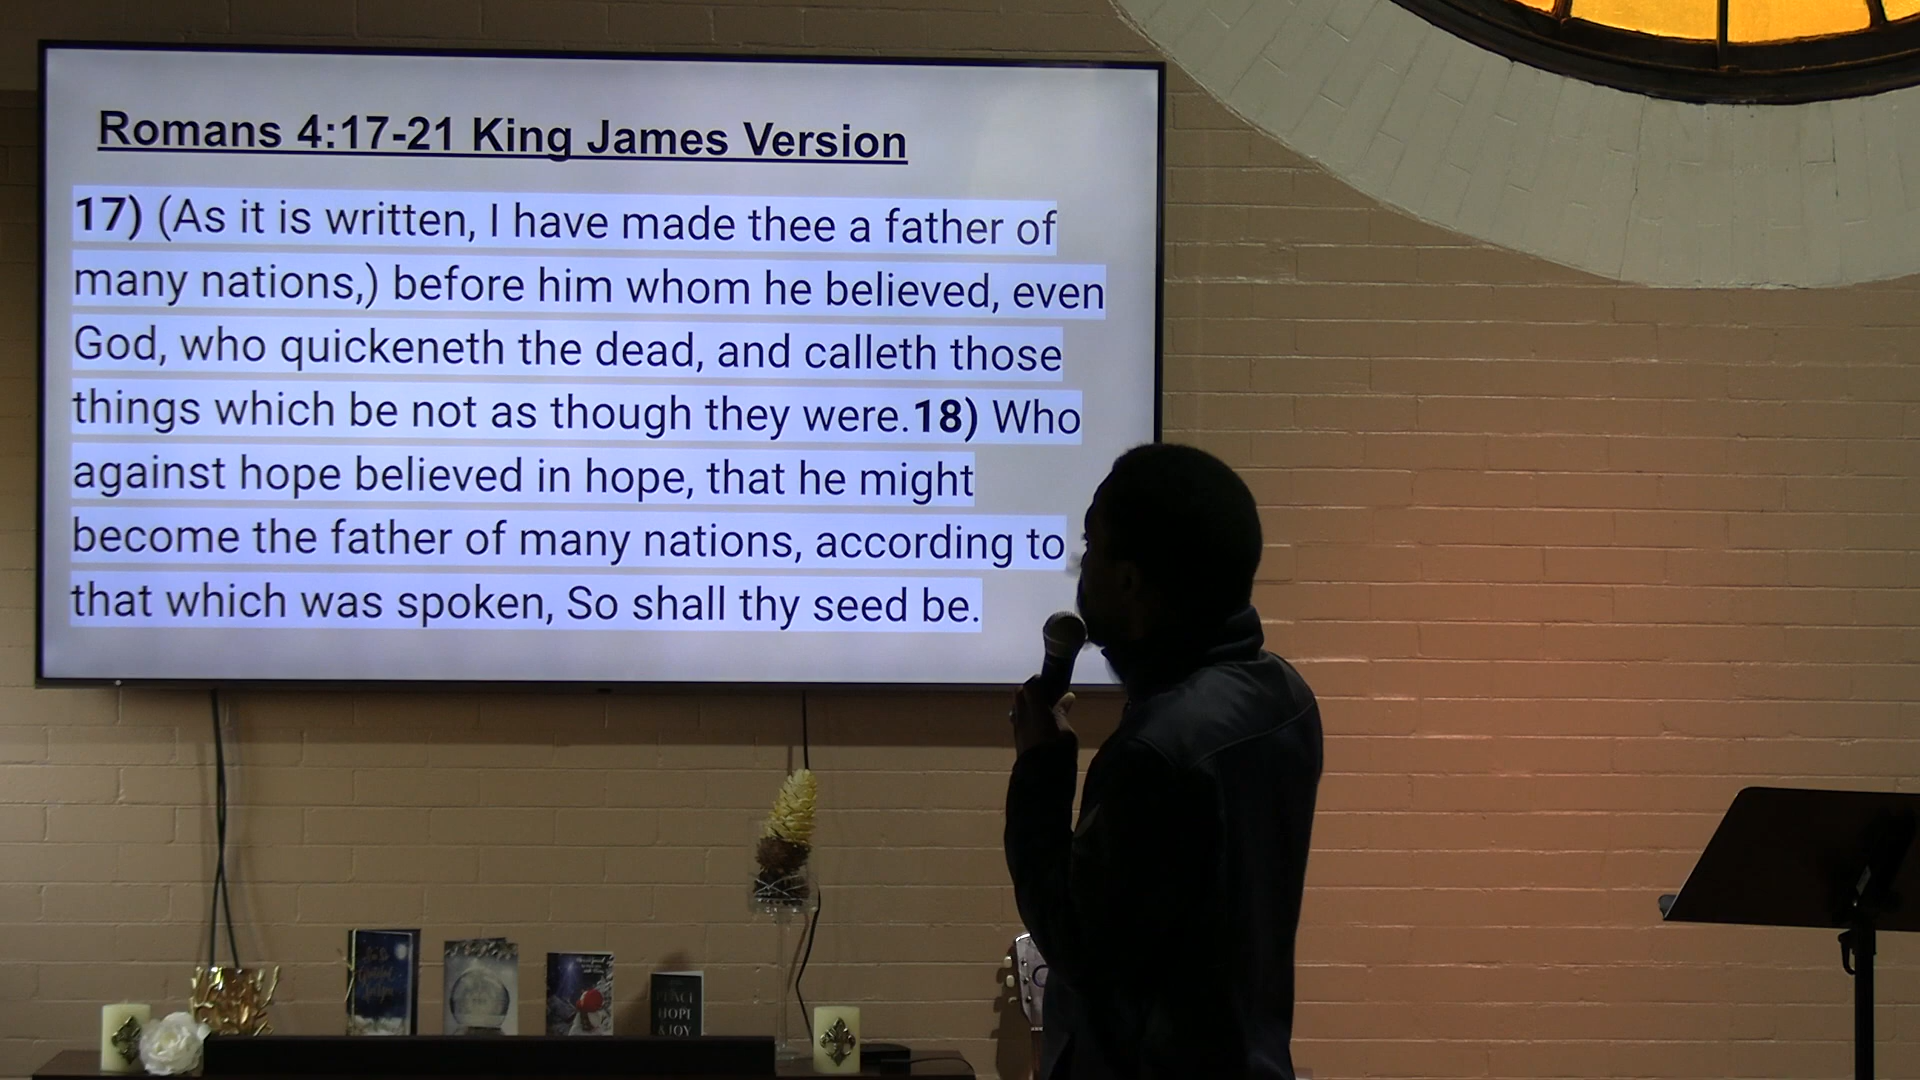 Romans 4:17-21 King James Version
17) (As it is written, I have made thee a father of
many nations,) before him whom he believed, even
God, who quickeneth the dead, and calleth those
things which be not as though they were.18) Who
against hope believed in hope, that he might
become the father of many nations, according to
that which was spoken, So shall thy seed be.
PEACE
HOPE
& JOY